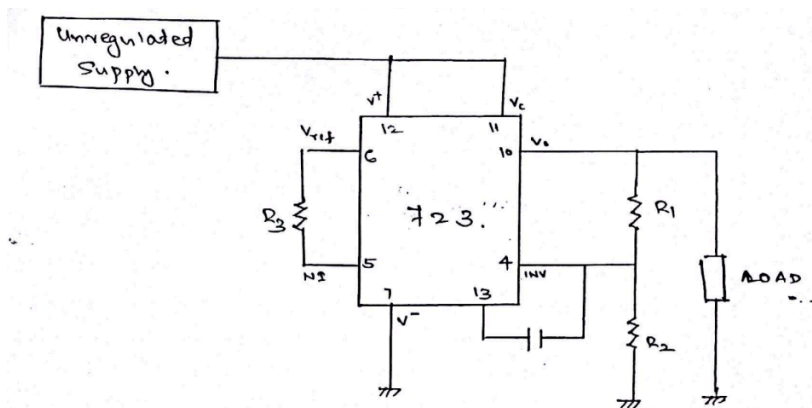 Unregulated
Supply.
V+
Vc
12
11
Vref
6
10
Vo
R3
723
R1
NI
5
4
INV
LOAD
7
13
V-
R2